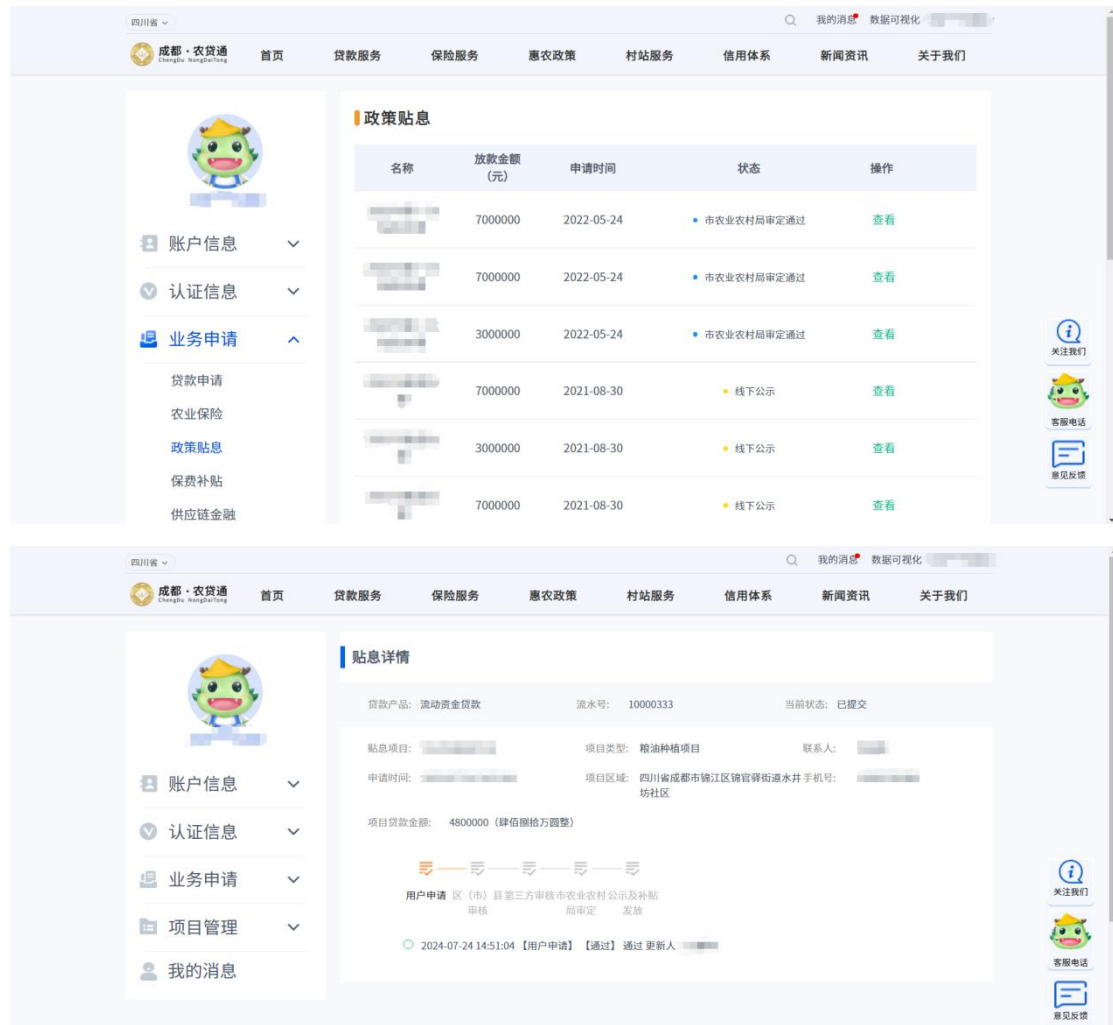 四川省
我的消息 数据可视化
成都·农贷通
ChengDu NongDaiTong
首页 贷款服务 保险服务 惠农政策 村站服务 信用体系 新闻资讯 关于我们
政策贴息
名称 放款金额（元） 申请时间 状态 操作
7000000 2022-05-24 市农业农村局审定通过 查看
7000000 2022-05-24 市农业农村局审定通过 查看
3000000 2022-05-24 市农业农村局审定通过 查看
7000000 2021-08-30 线下公示 查看
3000000 2021-08-30 线下公示 查看
7000000 2021-08-30 线下公示 查看
账户信息
认证信息
业务申请
贷款申请
农业保险
政策贴息
保费补贴
供应链金融
关注我们
客服电话
意见反馈
四川省
我的消息 数据可视化
成都·农贷通
ChengDu NongDaiTong
首页 贷款服务 保险服务 惠农政策 村站服务 信用体系 新闻资讯 关于我们
贴息详情
贷款产品: 流动资金贷款 流水号: 10000333 当前状态: 已提交
贴息项目: 项目类型: 粮油种植项目 联系人:
申请时间: 项目区域: 四川省成都市锦江区锦官驿街道水井 手机号:
坊社区
项目贷款金额: 4800000（肆佰捌拾万圆整）
用户申请 区（市）县 第三方审核 市农业农村 公示及补贴
审核 局审定 发放
2024-07-24 14:51:04 【用户申请】 【通过】 通过 更新人
账户信息
认证信息
业务申请
项目管理
我的消息
关注我们
客服电话
意见反馈